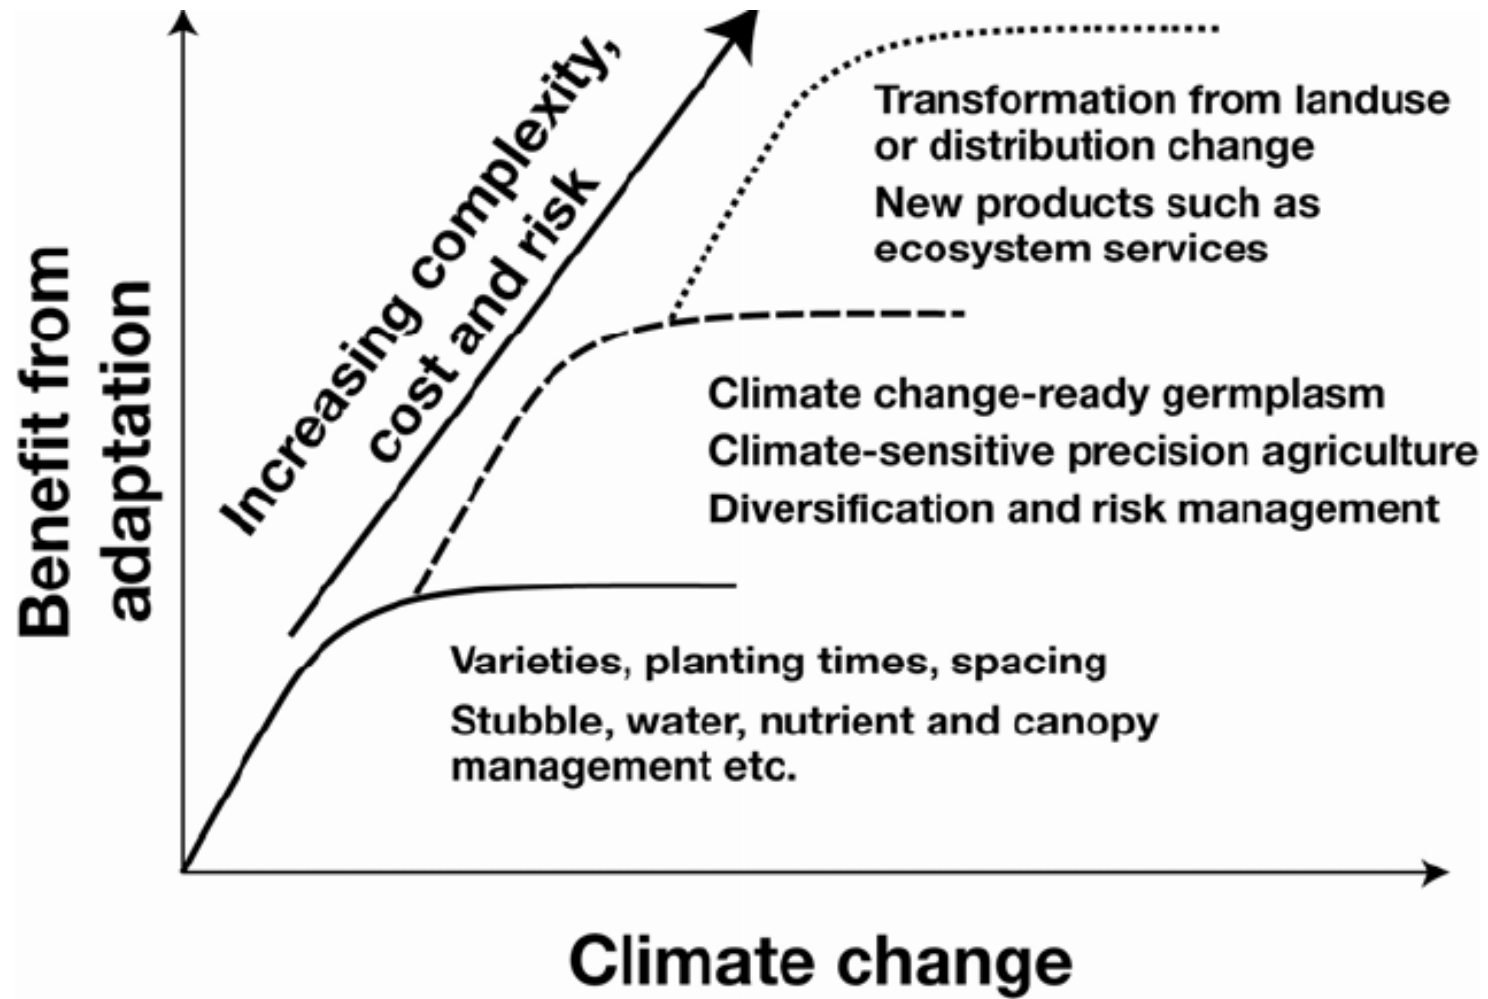 Benefit from
adaptation
Increasing complexity,
cost and risk
Transformation from landuse
or distribution change
New products such as
ecosystem services
Climate change-ready germplasm
Climate-sensitive precision agriculture
Diversification and risk management
Varieties, planting times, spacing
Stubble, water, nutrient and canopy
management etc.
Climate change